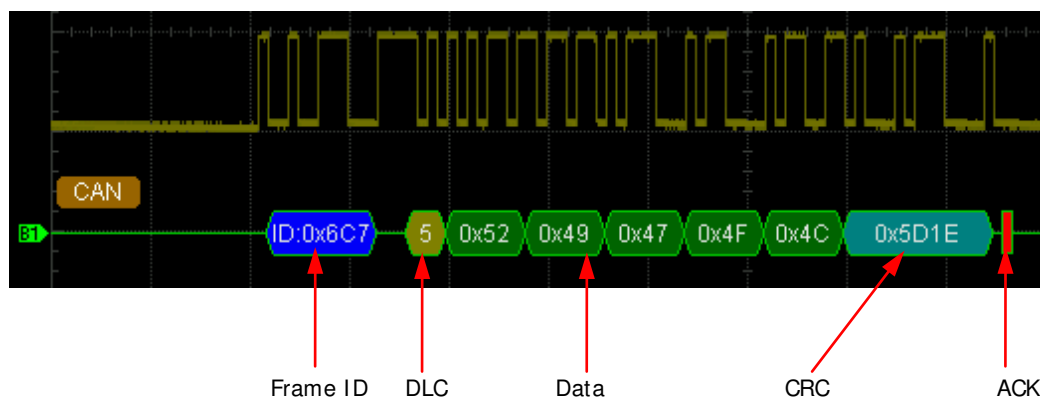 CAN
B1
ID:0x6C7 5 0x52 0x49 0x47 0x4F 0x4C 0x5D1E
Frame ID DLC Data CRC ACK